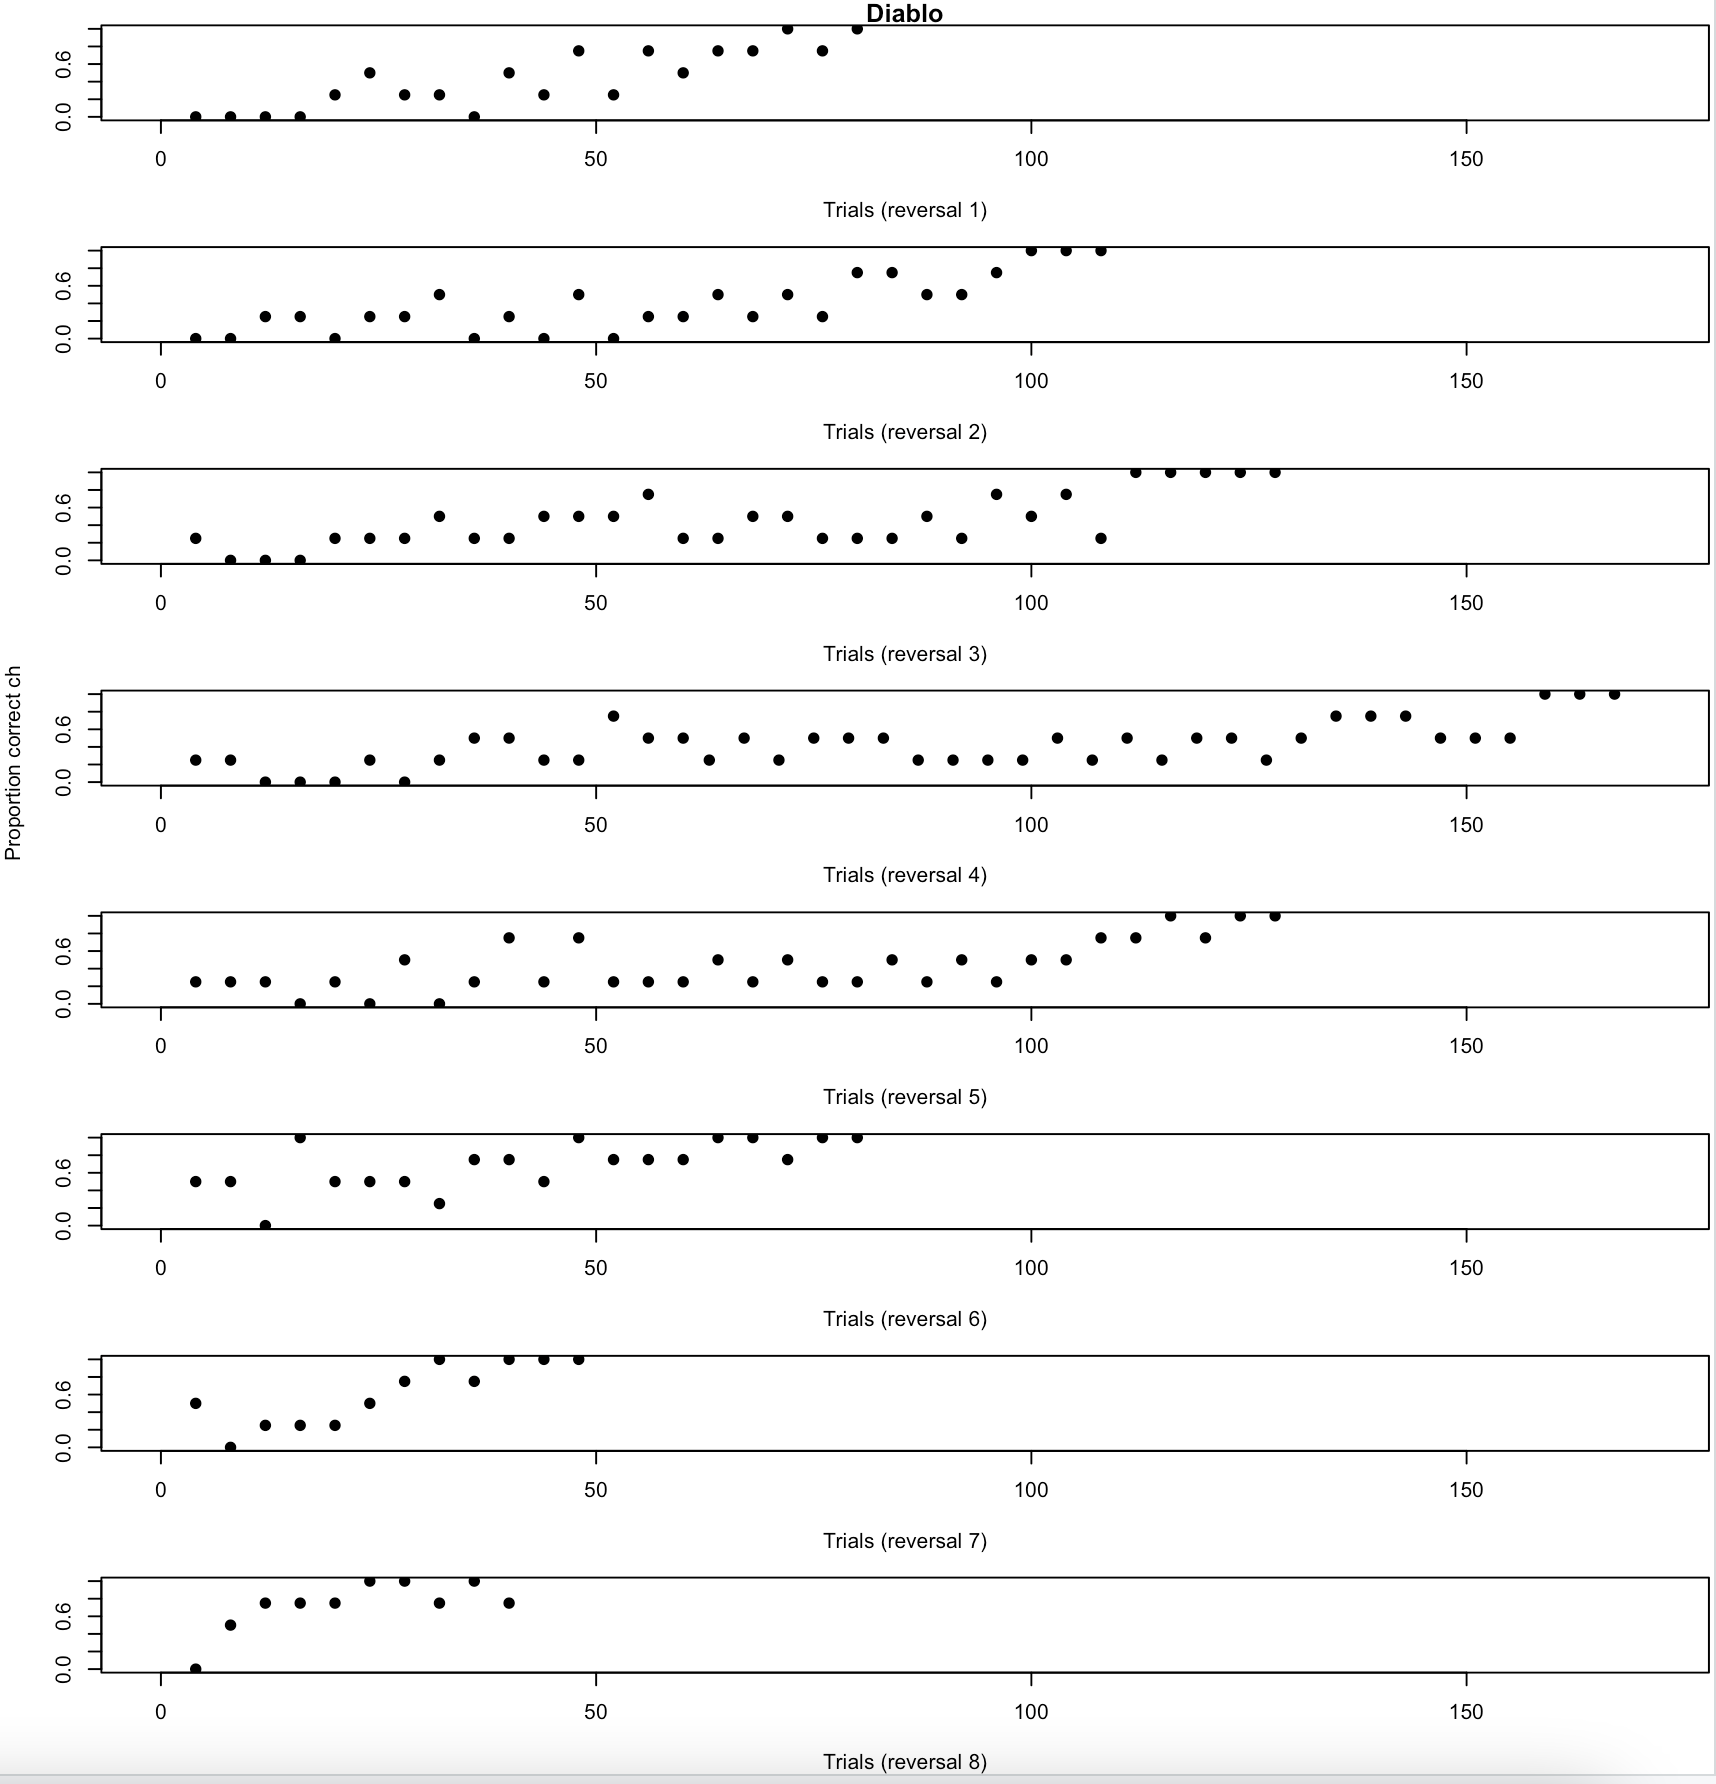 Diablo
0.0 0.6
0 50 100 150
Trials (reversal 1)
0.0 0.6
0 50 100 150
Trials (reversal 2)
0.0 0.6
0 50 100 150
Trials (reversal 3)
Proportion correct ch
0.0 0.6
0 50 100 150
Trials (reversal 4)
0.0 0.6
0 50 100 150
Trials (reversal 5)
0.0 0.6
0 50 100 150
Trials (reversal 6)
0.0 0.6
0 50 100 150
Trials (reversal 7)
0.0 0.6
0 50 100 150
Trials (reversal 8)